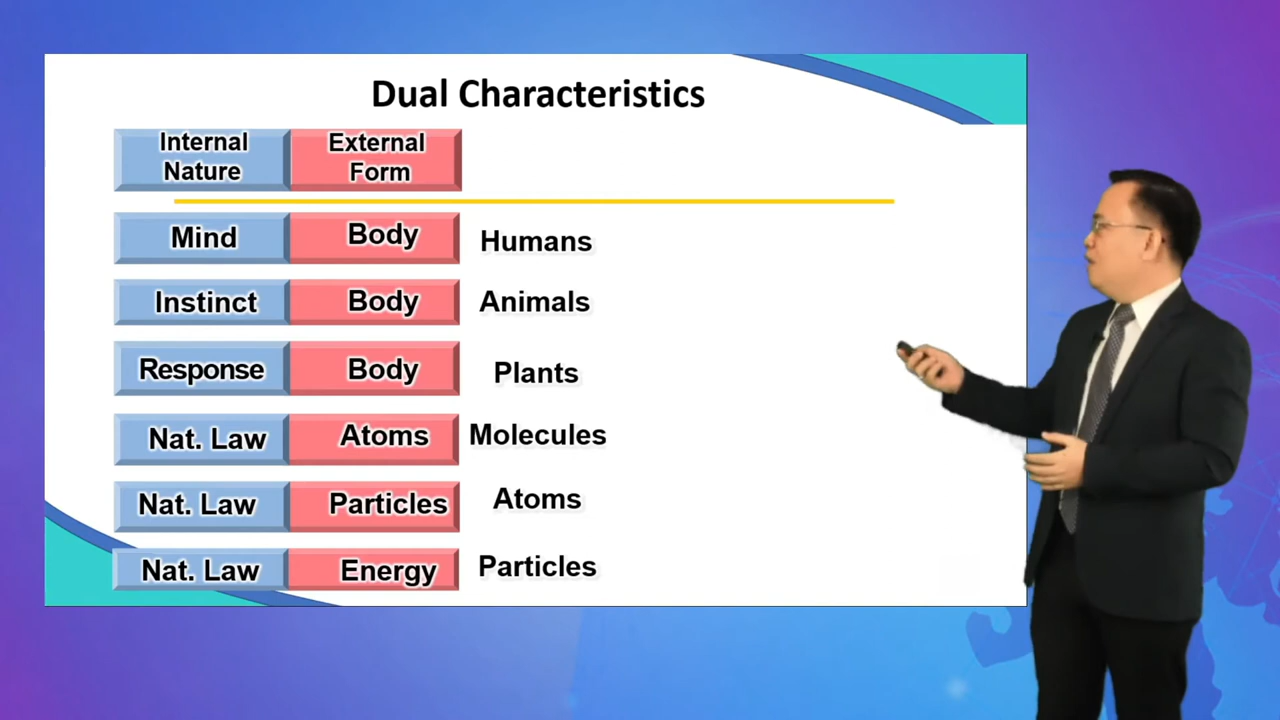 Dual Characteristics
Internal
Nature
External
Form
Mind Body Humans
Instinct Body Animals
Response Body Plants
Nat. Law Atoms Molecules
Nat. Law Particles Atoms
Nat. Law Energy Particles